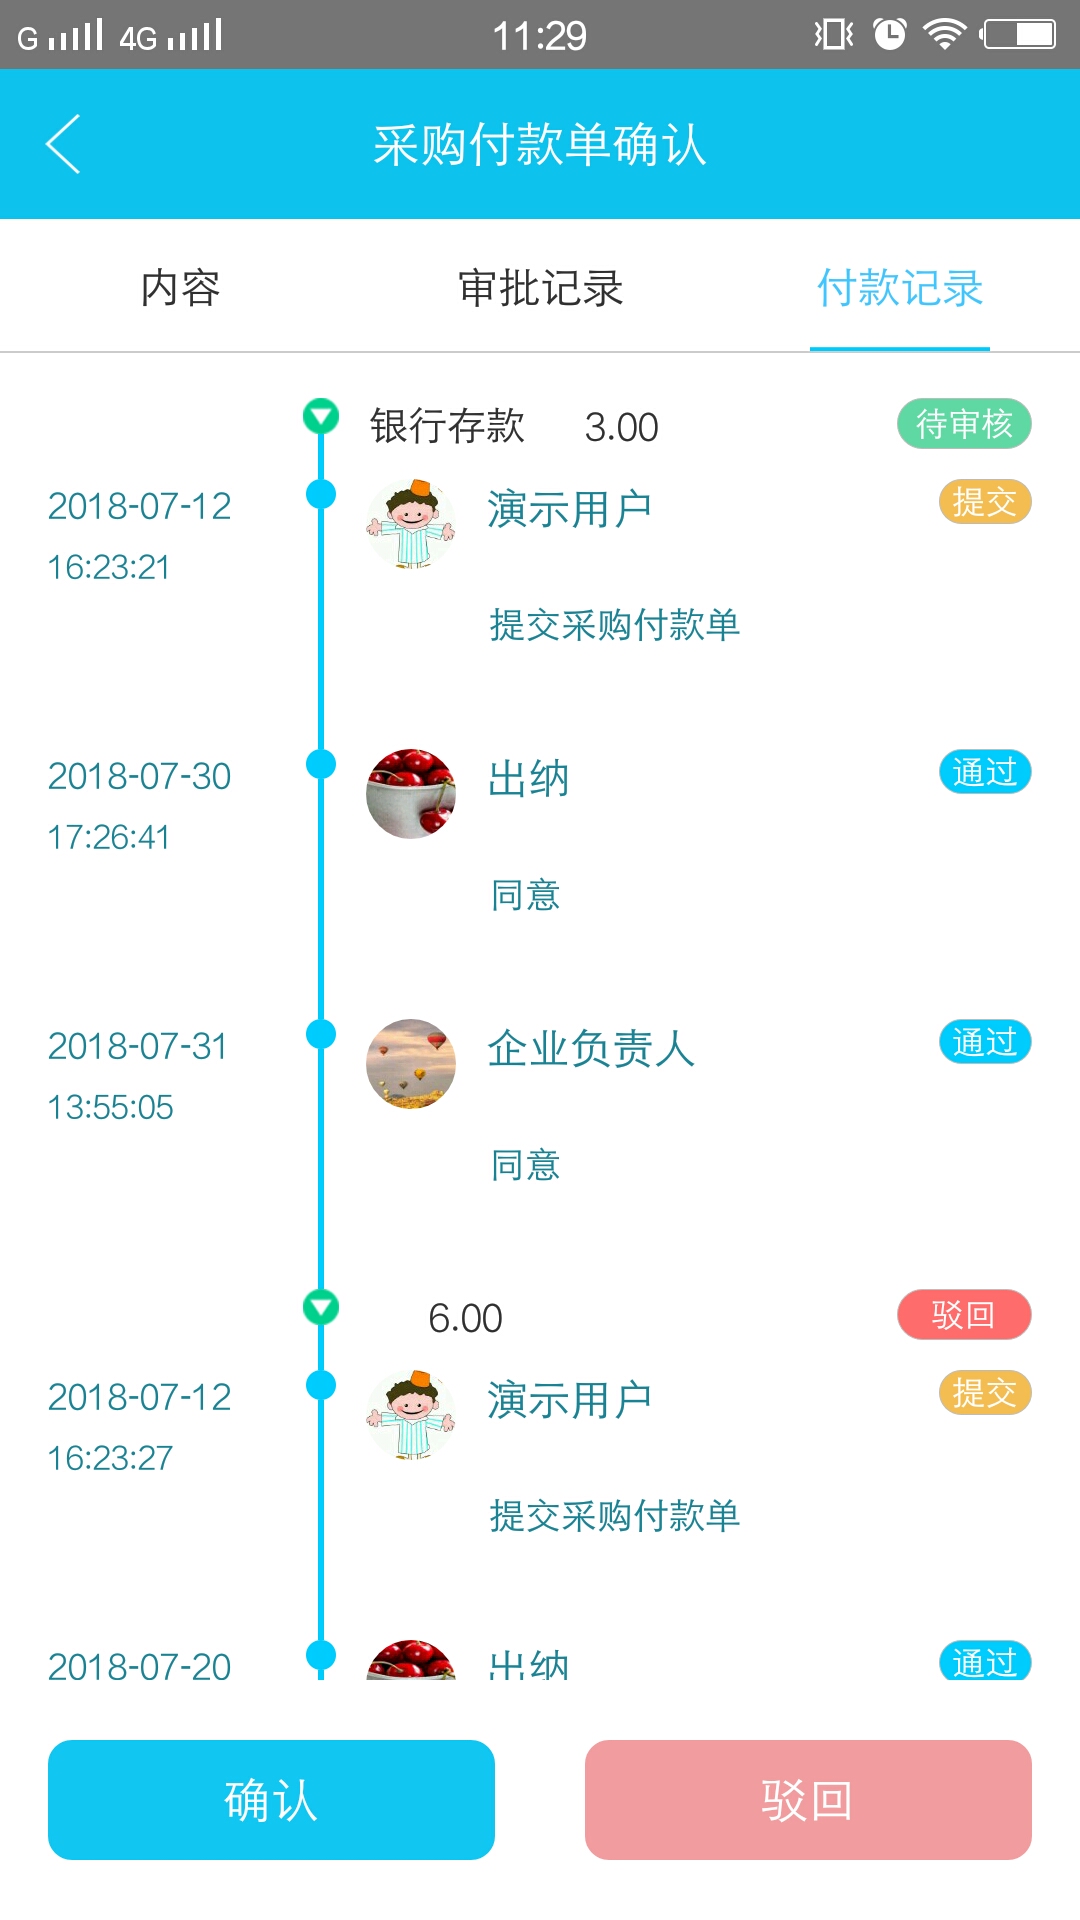 G 4G 11:29
采购付款单确认
内容 审批记录 付款记录
银行存款 3.00 待审核
2018-07-12 演示用户 提交
16:23:21
提交采购付款单
2018-07-30 出纳 通过
17:26:41
同意
2018-07-31 企业负责人 通过
13:55:05
同意
6.00 驳回
2018-07-12 演示用户 提交
16:23:27
提交采购付款单
2018-07-20 出纳 通过
确认 驳回